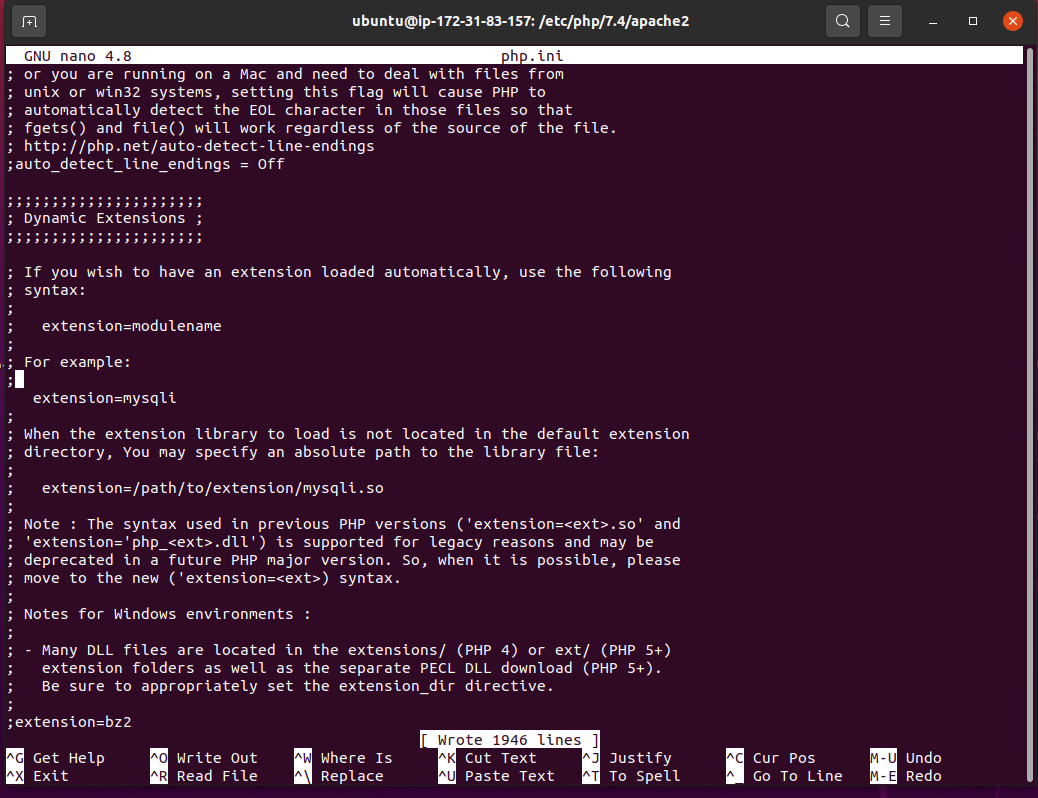 ubuntu@ip-172-31-83-157: /etc/php/7.4/apache2
GNU nano 4.8 php.ini
; or you are running on a Mac and need to deal with files from
; unix or win32 systems, setting this flag will cause PHP to
; automatically detect the EOL character in those files so that
; fgets() and file() will work regardless of the source of the file.
; http://php.net/auto-detect-line-endings
;auto_detect_line_endings = Off
;;;;;;;;;;;;;;;;;;;;;;
; Dynamic Extensions ;
;;;;;;;;;;;;;;;;;;;;;;
; If you wish to have an extension loaded automatically, use the following
; syntax:
;
;   extension=modulename
;
; For example:
;
   extension=mysqli
;
; When the extension library to load is not located in the default extension
; directory, You may specify an absolute path to the library file:
;
;   extension=/path/to/extension/mysqli.so
;
; Note : The syntax used in previous PHP versions ('extension=<ext>.so' and
; 'extension='php_<ext>.dll') is supported for legacy reasons and may be
; deprecated in a future PHP major version. So, when it is possible, please
; move to the new ('extension=<ext>) syntax.
;
; Notes for Windows environments :
;
; - Many DLL files are located in the extensions/ (PHP 4) or ext/ (PHP 5+)
;   extension folders as well as the separate PECL DLL download (PHP 5+).
;   Be sure to appropriately set the extension_dir directive.
;
;extension=bz2
[ Wrote 1946 lines ]
^G Get Help ^O Write Out ^W Where Is ^K Cut Text ^J Justify ^C Cur Pos M-U Undo
^X Exit ^R Read File ^\ Replace ^U Paste Text ^T To Spell ^_ Go To Line M-E Redo